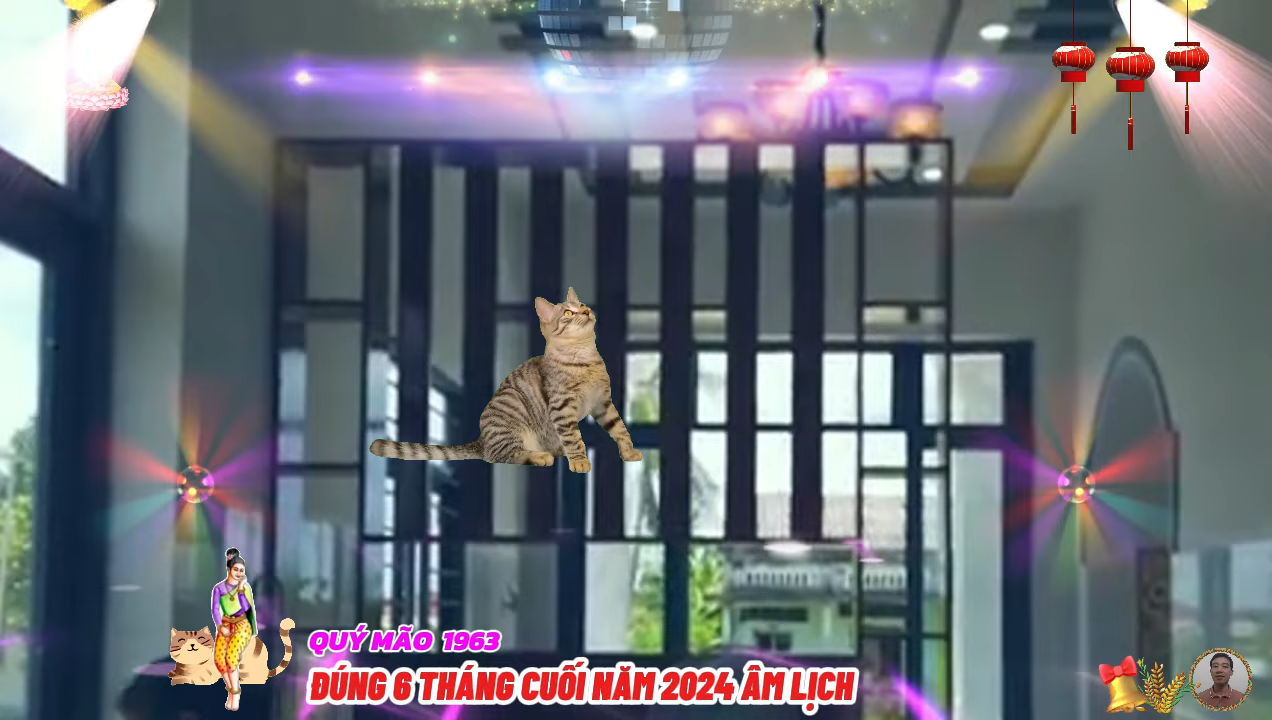 QUÝ MÃO 1963
ĐÚNG 6 THÁNG CUỐI NĂM 2024 ÂM LỊCH